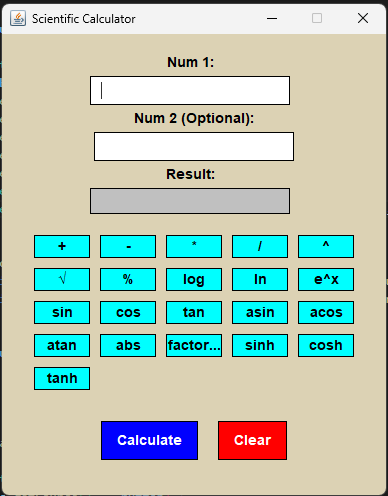 Scientific Calculator
Num 1:
Num 2 (Optional):
Result:
+ - * / ^
√ % log ln e^x
sin cos tan asin acos
atan abs factor... sinh cosh
tanh
Calculate Clear